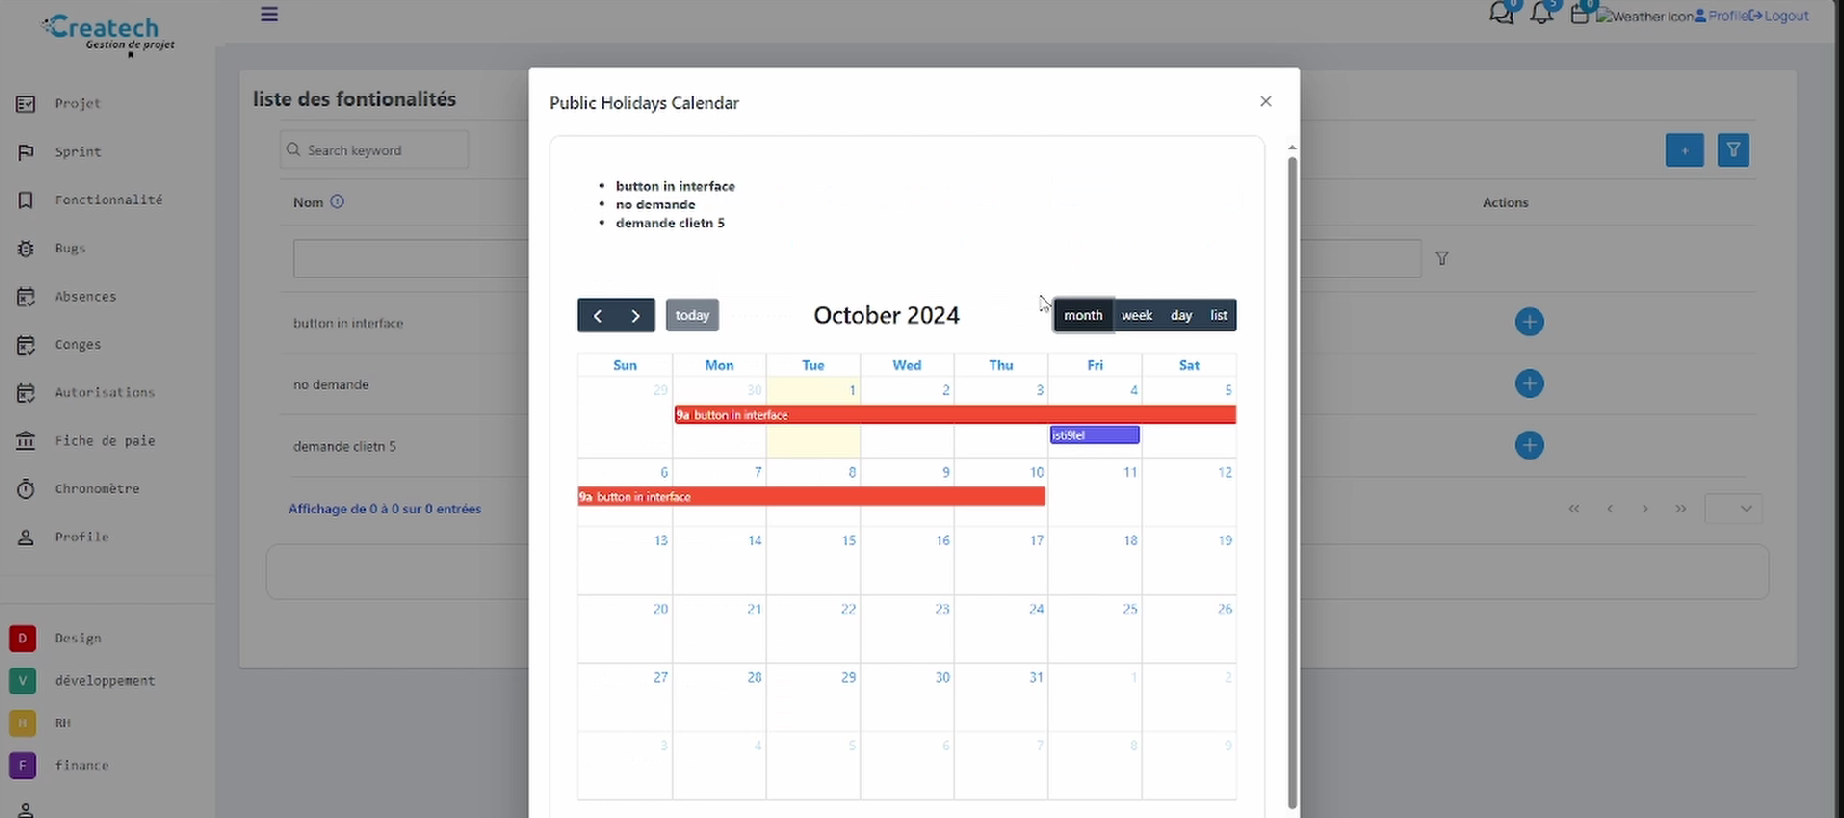 Createch
Gestion de projet
0
5
0
Weather Icon
Profile
Logout
Projet
Sprint
Fonctionnalité
Bugs
Absences
Conges
Autorisations
Fiche de paie
Chronomètre
Profile
D Design
V développement
H RH
F finance
liste des fontionalités
Search keyword
+
Nom
Actions
button in interface
no demande
demande clietn 5
Affichage de 0 à 0 sur 0 entrées
« ‹ › »
Public Holidays Calendar
×
• button in interface
• no demande
• demande clietn 5
< >
today
October 2024
month week day list
Sun Mon Tue Wed Thu Fri Sat
29 30 1 2 3 4 5
9a button in interface
isti9lel
6 7 8 9 10 11 12
9a button in interface
13 14 15 16 17 18 19
20 21 22 23 24 25 26
27 28 29 30 31 1 2
3 4 5 6 7 8 9